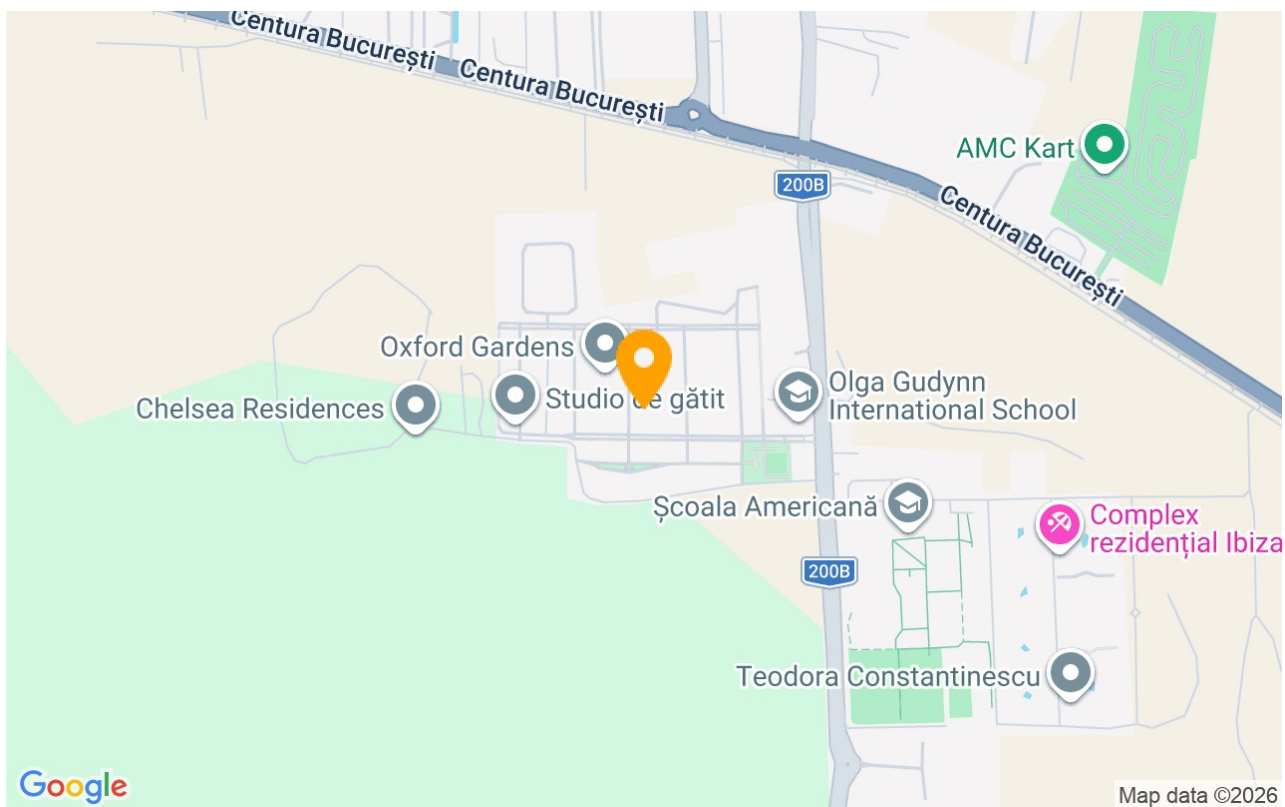 Centura București
Centura București
AMC Kart
200B
Centura București
Oxford Gardens
Olga Gudynn
International School
Studio de gătit
Chelsea Residences
Școala Americană
Complex
rezidențial Ibiza
200B
Teodora Constantinescu
Google
Map data ©2026